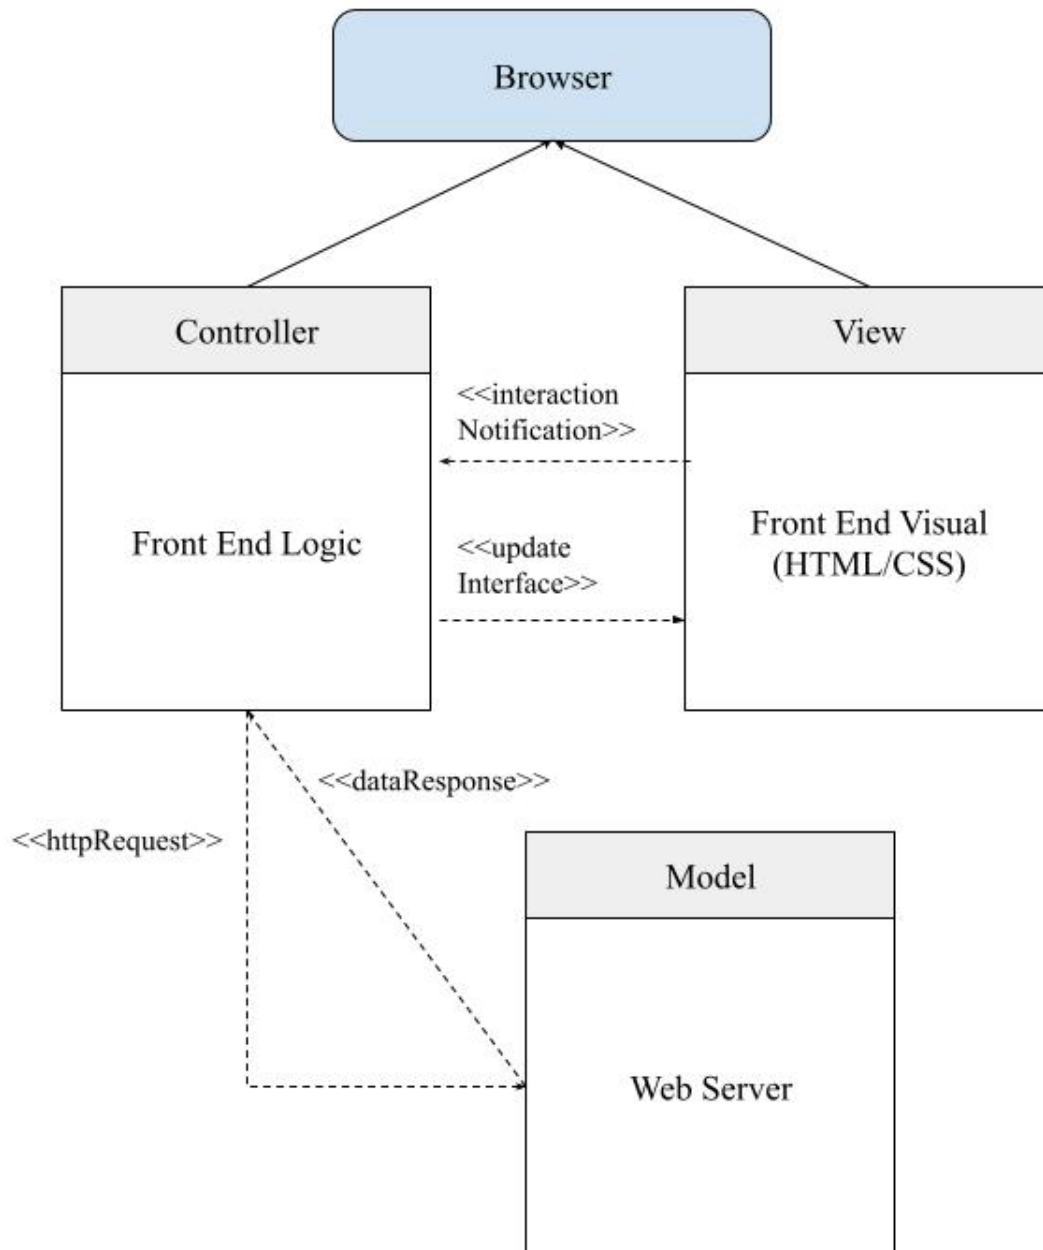 Browser
Controller
View
<<interaction
Notification>>
Front End Logic
<<update
Interface>>
Front End Visual
(HTML/CSS)
<<dataResponse>>
<<httpRequest>>
Model
Web Server